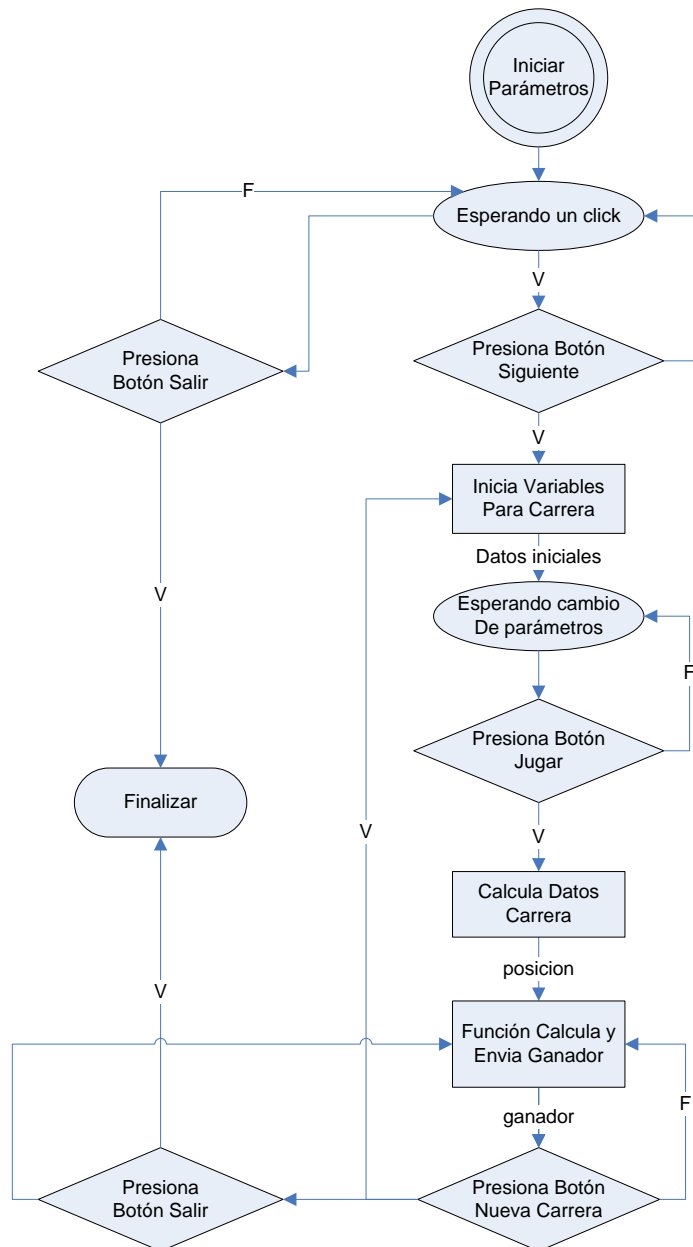 Iniciar
Parámetros
F
Esperando un click
V
Presiona
Botón Salir
Presiona Botón
Siguiente
V
Inicia Variables
Para Carrera
Datos iniciales
V
Esperando cambio
De parámetros
F
Presiona Botón
Jugar
Finalizar
V
V
Calcula Datos
Carrera
posicion
V
Función Calcula y
Envia Ganador
ganador
F
Presiona
Botón Salir
Presiona Botón
Nueva Carrera